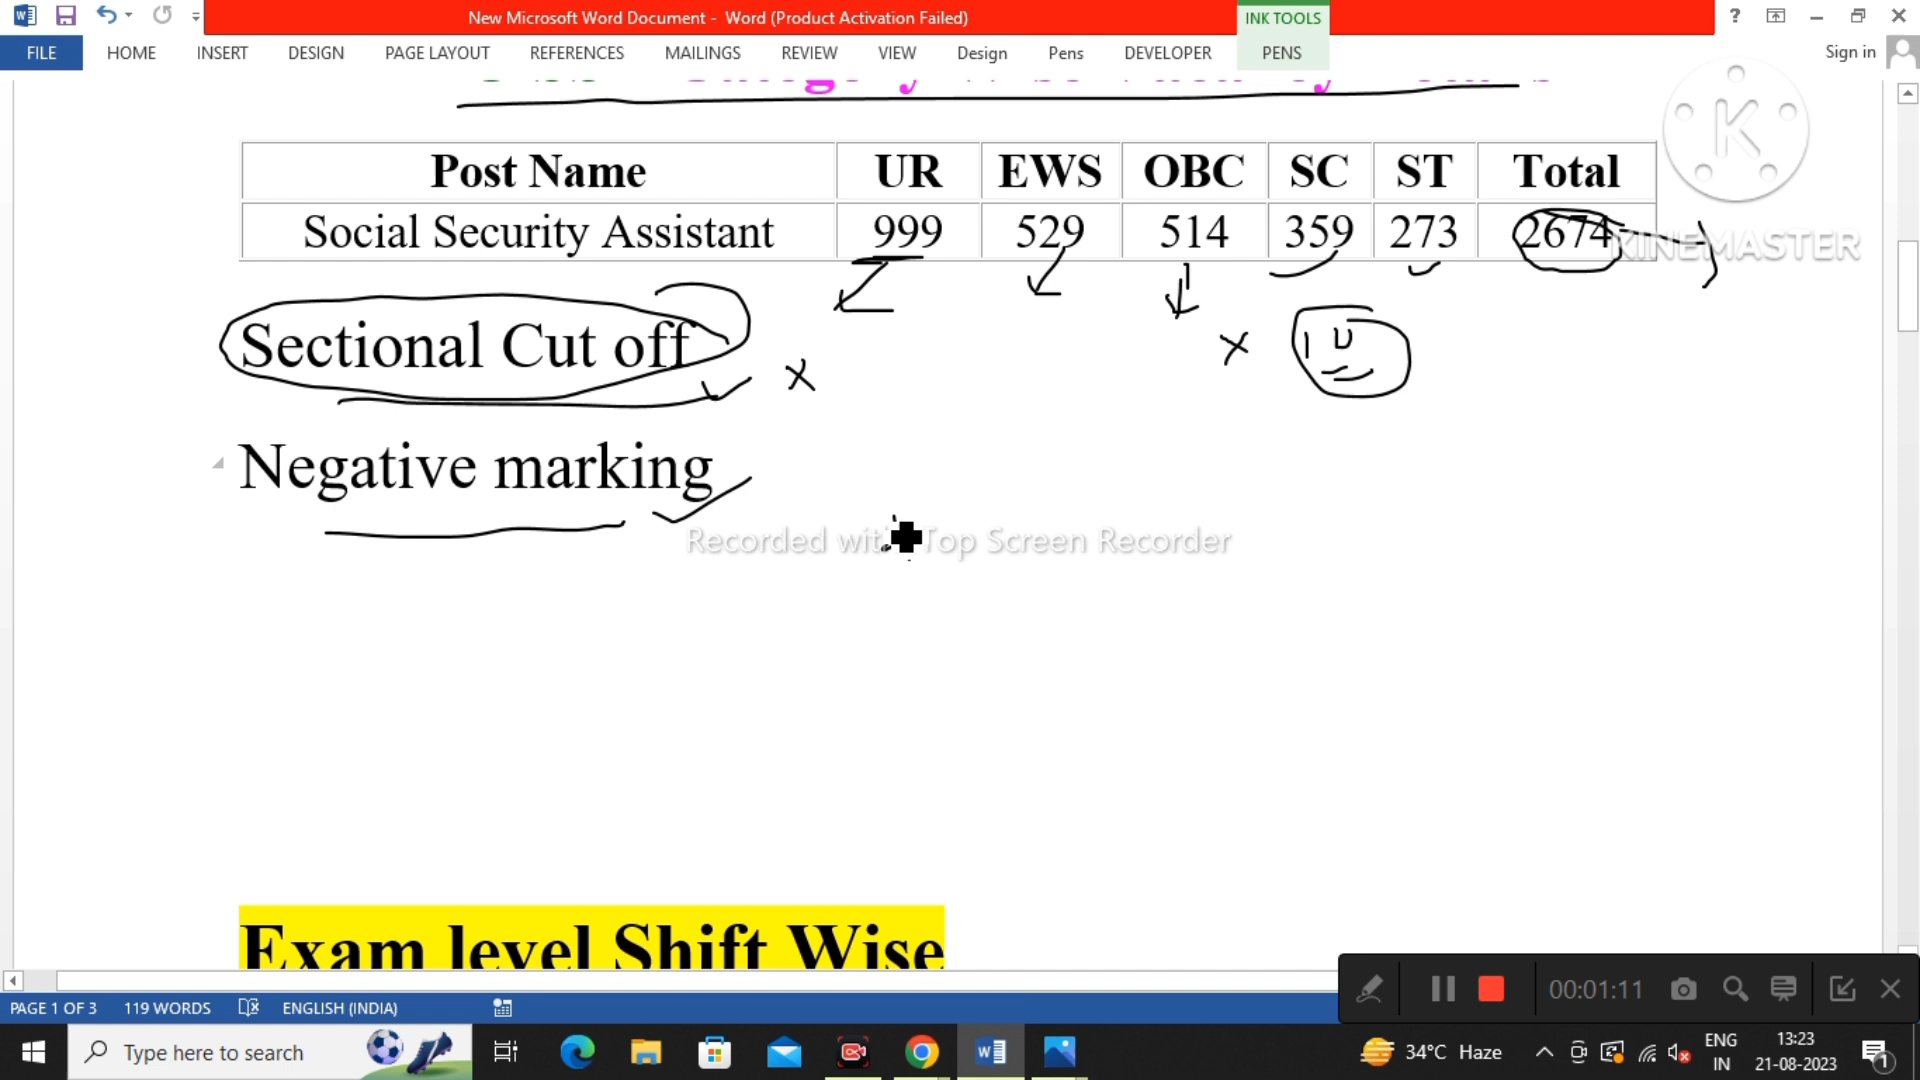 New Microsoft Word Document - Word (Product Activation Failed)
INK TOOLS
?
FILE HOME INSERT DESIGN PAGE LAYOUT REFERENCES MAILINGS REVIEW VIEW Design Pens DEVELOPER PENS Sign in
K
Post Name UR EWS OBC SC ST Total
Social Security Assistant 999 529 514 359 273 2674
KINEMASTER
Sectional Cut off
Negative marking
Recorded with Top Screen Recorder
Exam level Shift Wise
00:01:11
PAGE 1 OF 3 119 WORDS ENGLISH (INDIA)
Type here to search
34°C Haze
ENG
IN
13:23
21-08-2023
1